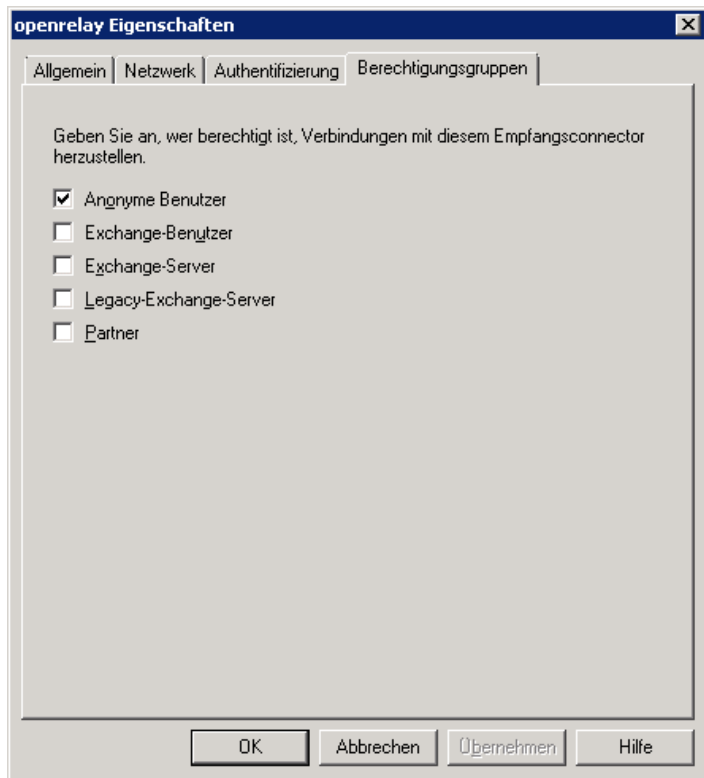 openrelay Eigenschaften
Allgemein Netzwerk Authentifizierung Berechtigungsgruppen
Geben Sie an, wer berechtigt ist, Verbindungen mit diesem Empfangsconnector
herzustellen.
Anonyme Benutzer
Exchange-Benutzer
Exchange-Server
Legacy-Exchange-Server
Partner
OK Abbrechen Übernehmen Hilfe